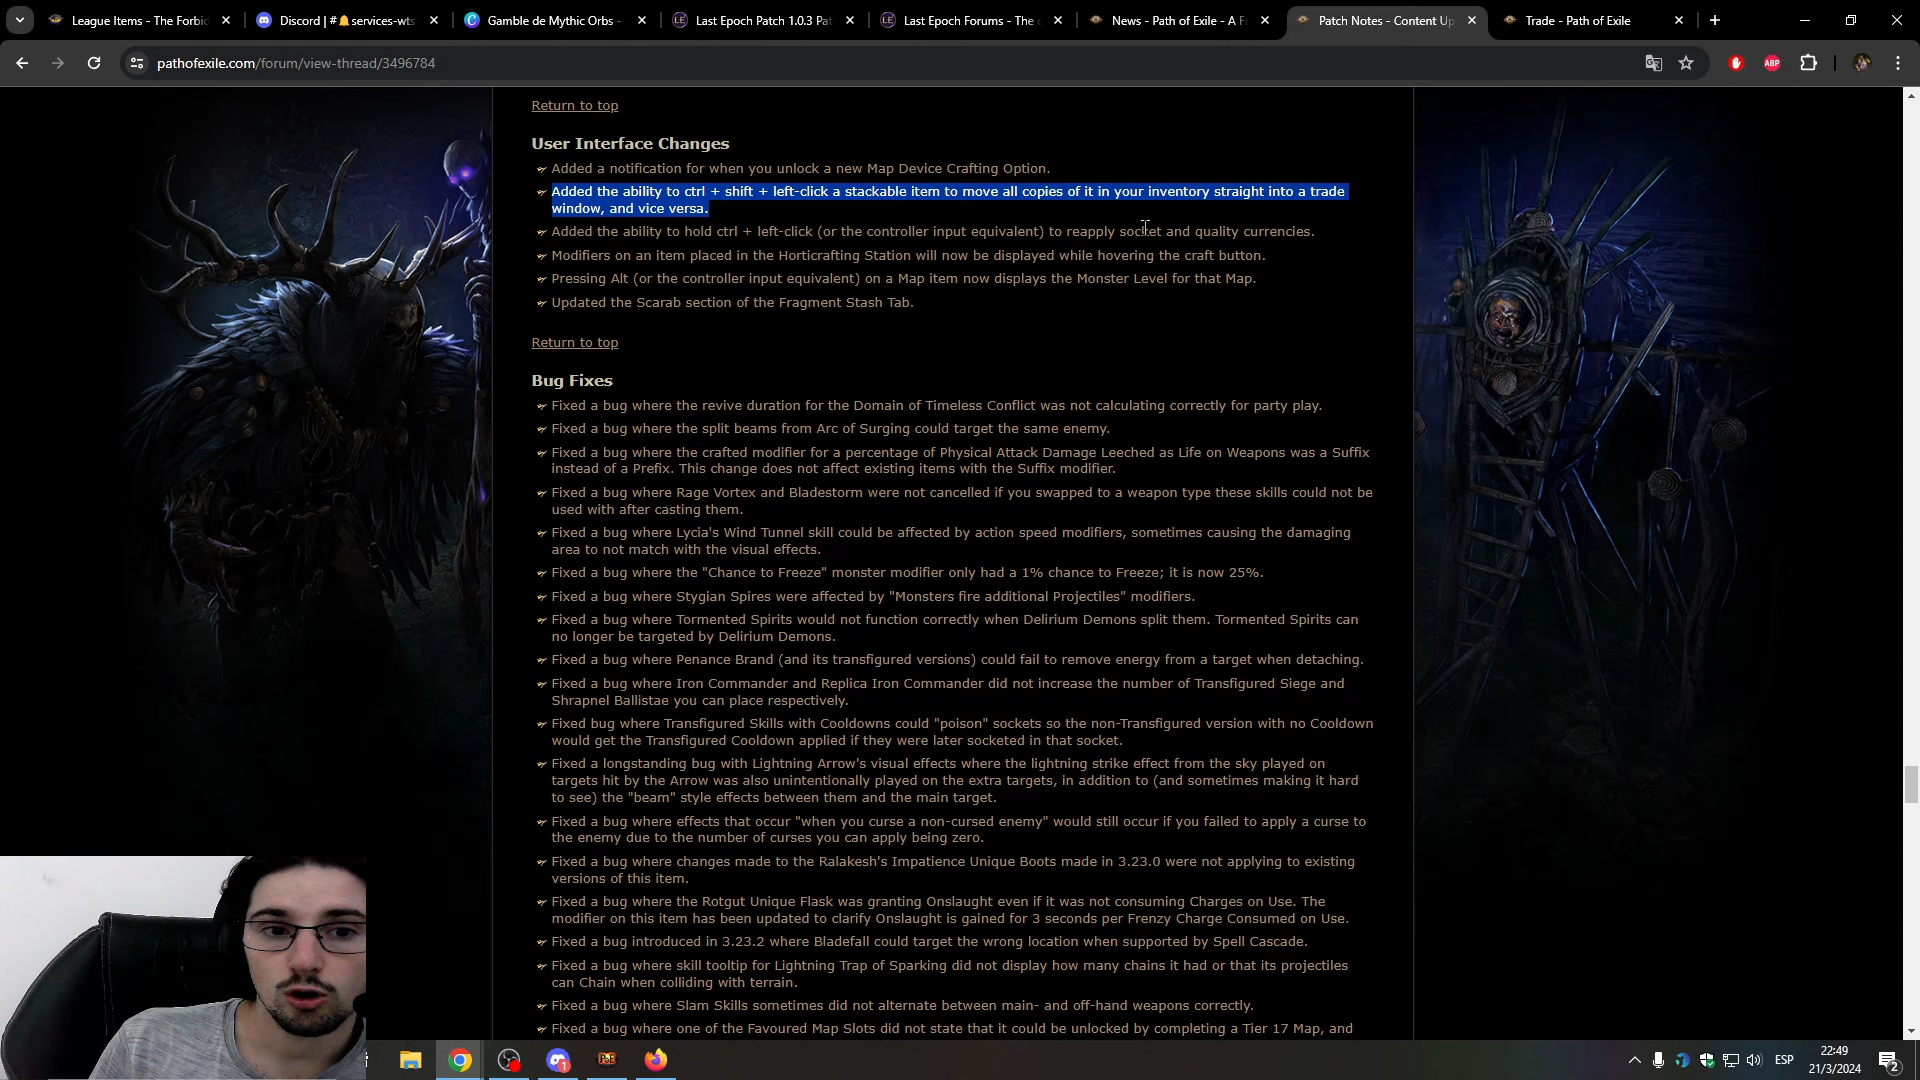 League Items - The Forbid
Discord | #🔔services-wts
Gamble de Mythic Orbs -
Last Epoch Patch 1.0.3 Pat
Last Epoch Forums - The
News - Path of Exile - A F
Patch Notes - Content Up
Trade - Path of Exile
pathofexile.com/forum/view-thread/3496784
ABP
Return to top
User Interface Changes
Added a notification for when you unlock a new Map Device Crafting Option.
Added the ability to ctrl + shift + left-click a stackable item to move all copies of it in your inventory straight into a trade
window, and vice versa.
Added the ability to hold ctrl + left-click (or the controller input equivalent) to reapply socket and quality currencies.
Modifiers on an item placed in the Horticrafting Station will now be displayed while hovering the craft button.
Pressing Alt (or the controller input equivalent) on a Map item now displays the Monster Level for that Map.
Updated the Scarab section of the Fragment Stash Tab.
Return to top
Bug Fixes
Fixed a bug where the revive duration for the Domain of Timeless Conflict was not calculating correctly for party play.
Fixed a bug where the split beams from Arc of Surging could target the same enemy.
Fixed a bug where the crafted modifier for a percentage of Physical Attack Damage Leeched as Life on Weapons was a Suffix
instead of a Prefix. This change does not affect existing items with the Suffix modifier.
Fixed a bug where Rage Vortex and Bladestorm were not cancelled if you swapped to a weapon type these skills could not be
used with after casting them.
Fixed a bug where Lycia's Wind Tunnel skill could be affected by action speed modifiers, sometimes causing the damaging
area to not match with the visual effects.
Fixed a bug where the "Chance to Freeze" monster modifier only had a 1% chance to Freeze; it is now 25%.
Fixed a bug where Stygian Spires were affected by "Monsters fire additional Projectiles" modifiers.
Fixed a bug where Tormented Spirits would not function correctly when Delirium Demons split them. Tormented Spirits can
no longer be targeted by Delirium Demons.
Fixed a bug where Penance Brand (and its transfigured versions) could fail to remove energy from a target when detaching.
Fixed a bug where Iron Commander and Replica Iron Commander did not increase the number of Transfigured Siege and
Shrapnel Ballistae you can place respectively.
Fixed bug where Transfigured Skills with Cooldowns could "poison" sockets so the non-Transfigured version with no Cooldown
would get the Transfigured Cooldown applied if they were later socketed in that socket.
Fixed a longstanding bug with Lightning Arrow's visual effects where the lightning strike effect from the sky played on
targets hit by the Arrow was also unintentionally played on the extra targets, in addition to (and sometimes making it hard
to see) the "beam" style effects between them and the main target.
Fixed a bug where effects that occur "when you curse a non-cursed enemy" would still occur if you failed to apply a curse to
the enemy due to the number of curses you can apply being zero.
Fixed a bug where changes made to the Ralakesh's Impatience Unique Boots made in 3.23.0 were not applying to existing
versions of this item.
Fixed a bug where the Rotgut Unique Flask was granting Onslaught even if it was not consuming Charges on Use. The
modifier on this item has been updated to clarify Onslaught is gained for 3 seconds per Frenzy Charge Consumed on Use.
Fixed a bug introduced in 3.23.2 where Bladefall could target the wrong location when supported by Spell Cascade.
Fixed a bug where skill tooltip for Lightning Trap of Sparking did not display how many chains it had or that its projectiles
can Chain when colliding with terrain.
Fixed a bug where Slam Skills sometimes did not alternate between main- and off-hand weapons correctly.
Fixed a bug where one of the Favoured Map Slots did not state that it could be unlocked by completing a Tier 17 Map, and
ESP
22:49
21/3/2024
2